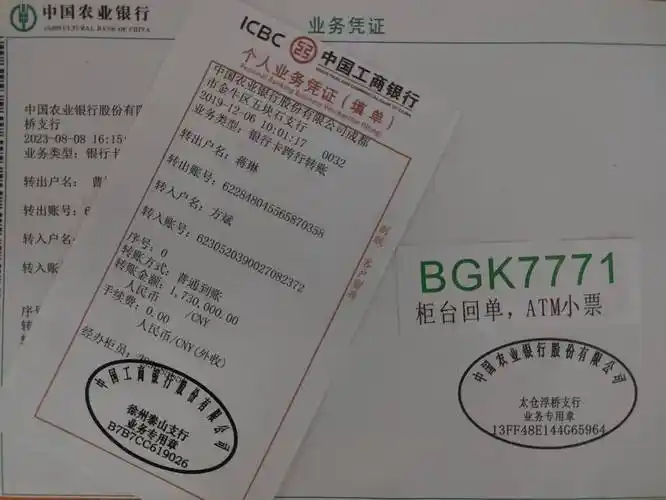 中国农业银行
AGRICULTURAL BANK OF CHINA
业务凭证
中国农业银行股份有限
桥支行
2023-08-08 16:15:
业务类型：银行卡
转出户名：曹
转出账号：6
转入户名
转入账
序号
转
ICBC 中国工商银行
个人业务凭证（填单）
中国农业银行股份有限公司成都
市金牛区五块石支行
2019-12-06 10:01:17 0032
业务类型：银行卡跨行转账
转出户名：蒋琳
转出账号：6228480455658​70358
转入户名：方斌
转入账号：6230520390027082372
序号：0
转账方式：普通到账
转账金额：1,730,000.00
人民币 /CNY
手续费：0.00
人民币/CNY(外收)
经办柜员：
中国工商银行股份有限公司
徐州泰山支行
业务专用章
B7B7CC619026
BGK7771
柜台回单，ATM小票
中国农业银行股份有限公司
太仓浮桥支行
业务专用章
13FF48E144G65964